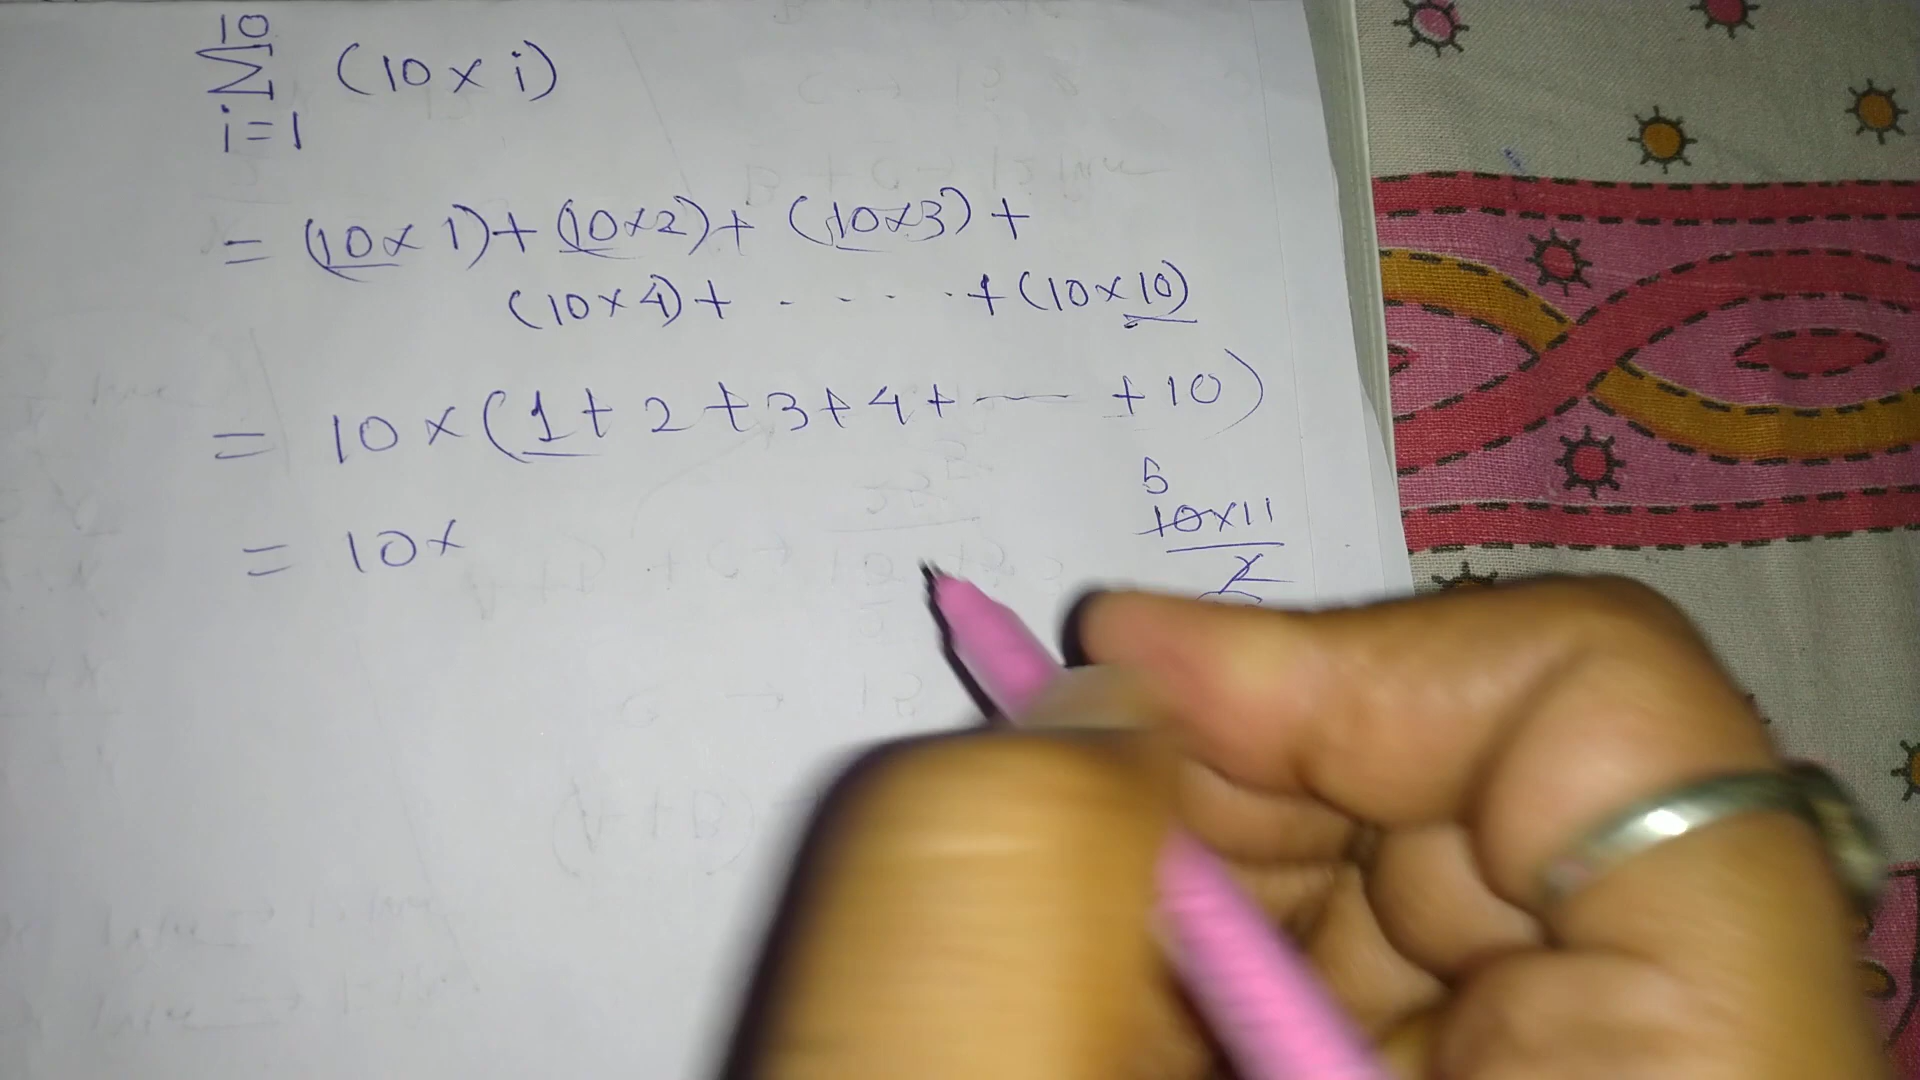 10
Σ (10 × i)
i=1
= (10 × 1) + (10 × 2) + (10 × 3) +
(10 × 4) + . . . . . + (10 × 10)
= 10 × (1 + 2 + 3 + 4 + — + 10)
5
10 × 11
2
= 10 ×